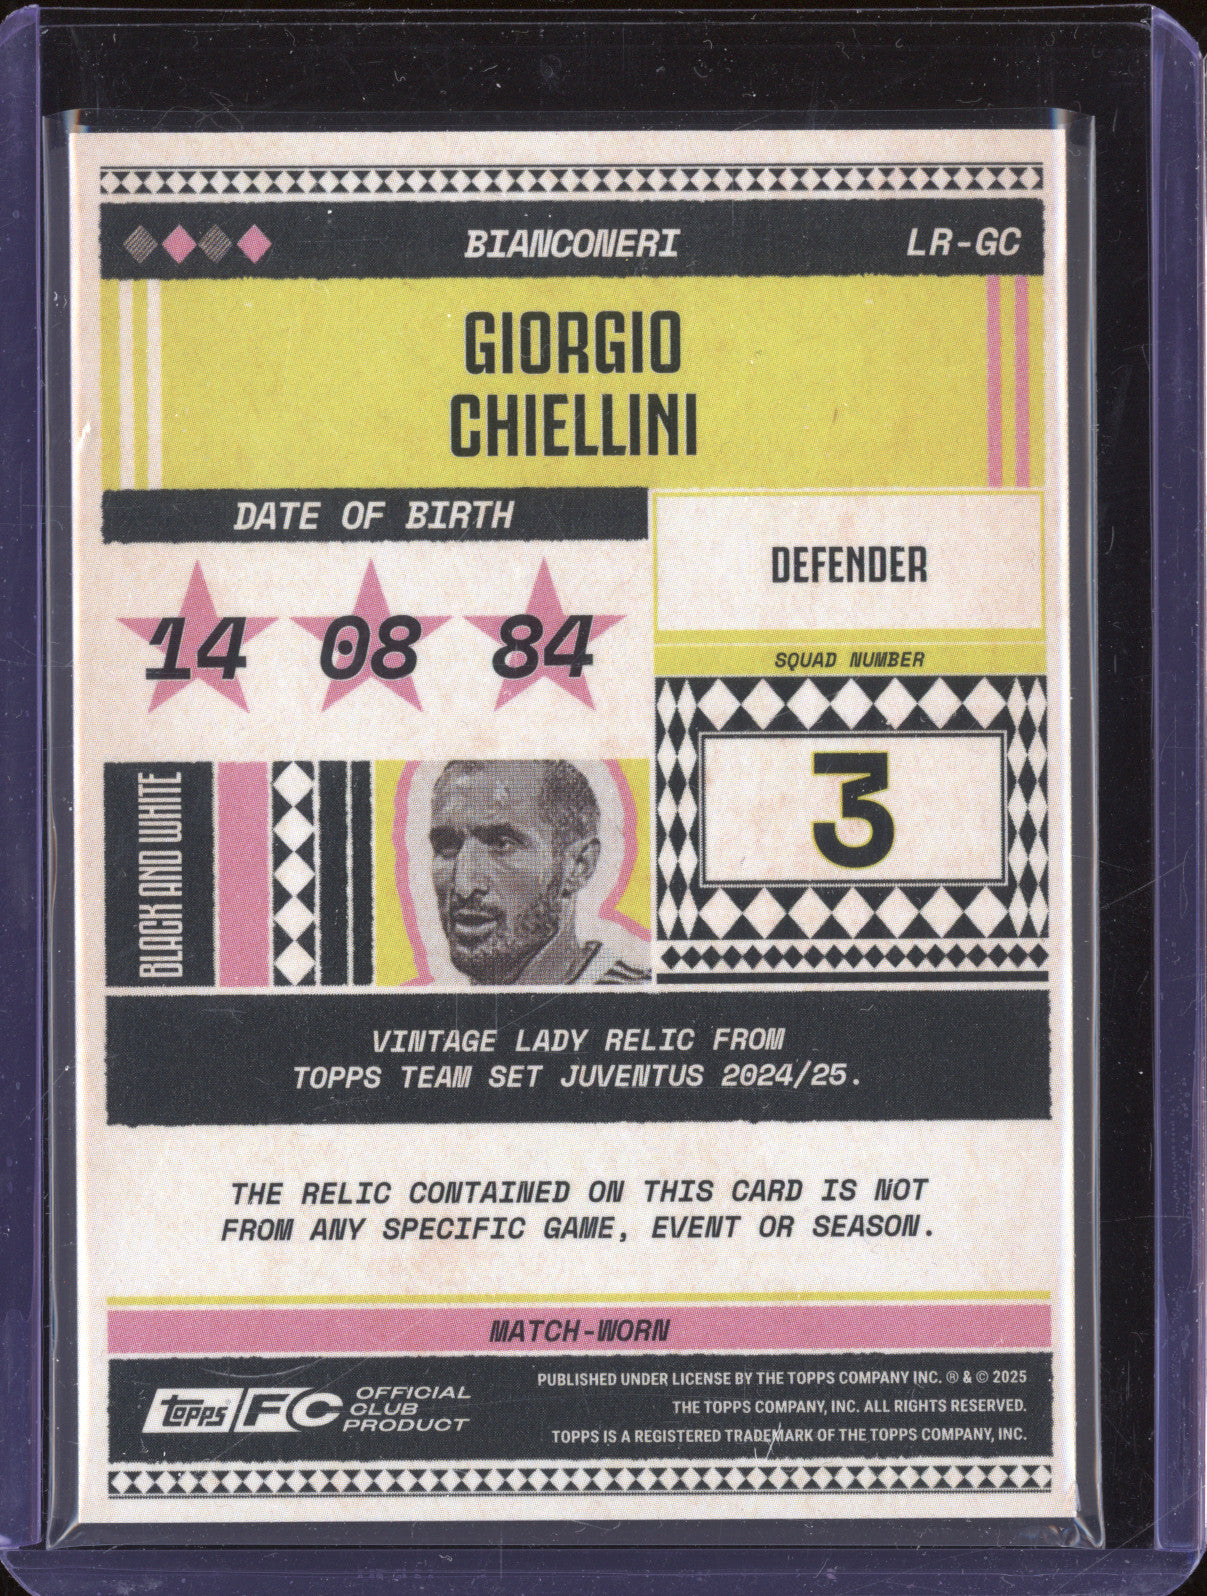 BIANCONERI
LR-GC
GIORGIO
CHIELLINI
DATE OF BIRTH
14 08 84
DEFENDER
SQUAD NUMBER
3
BLACK AND WHITE
VINTAGE LADY RELIC FROM
TOPPS TEAM SET JUVENTUS 2024/25.
THE RELIC CONTAINED ON THIS CARD IS NOT
FROM ANY SPECIFIC GAME, EVENT OR SEASON.
MATCH-WORN
topps FC
OFFICIAL
CLUB
PRODUCT
PUBLISHED UNDER LICENSE BY THE TOPPS COMPANY INC. ® & © 2025
THE TOPPS COMPANY, INC. ALL RIGHTS RESERVED.
TOPPS IS A REGISTERED TRADEMARK OF THE TOPPS COMPANY, INC.